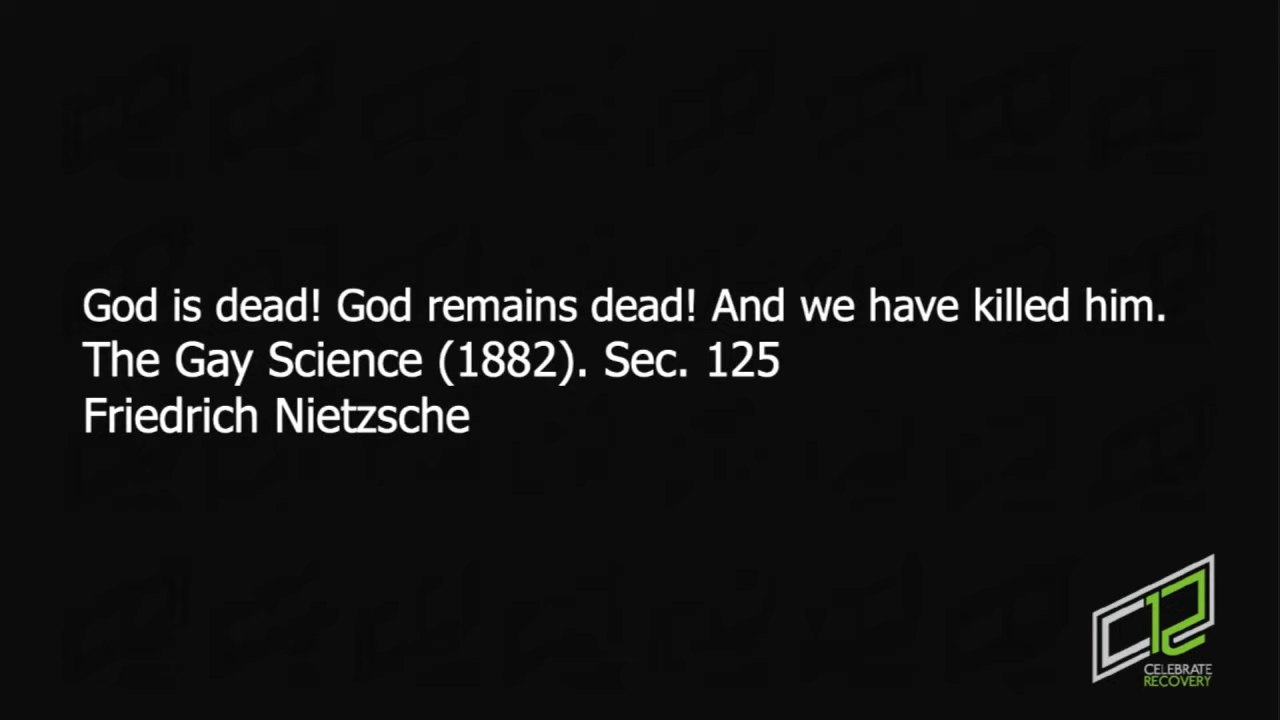 God is dead! God remains dead! And we have killed him.
The Gay Science (1882). Sec. 125
Friedrich Nietzsche
C12
CELEBRATE
RECOVERY